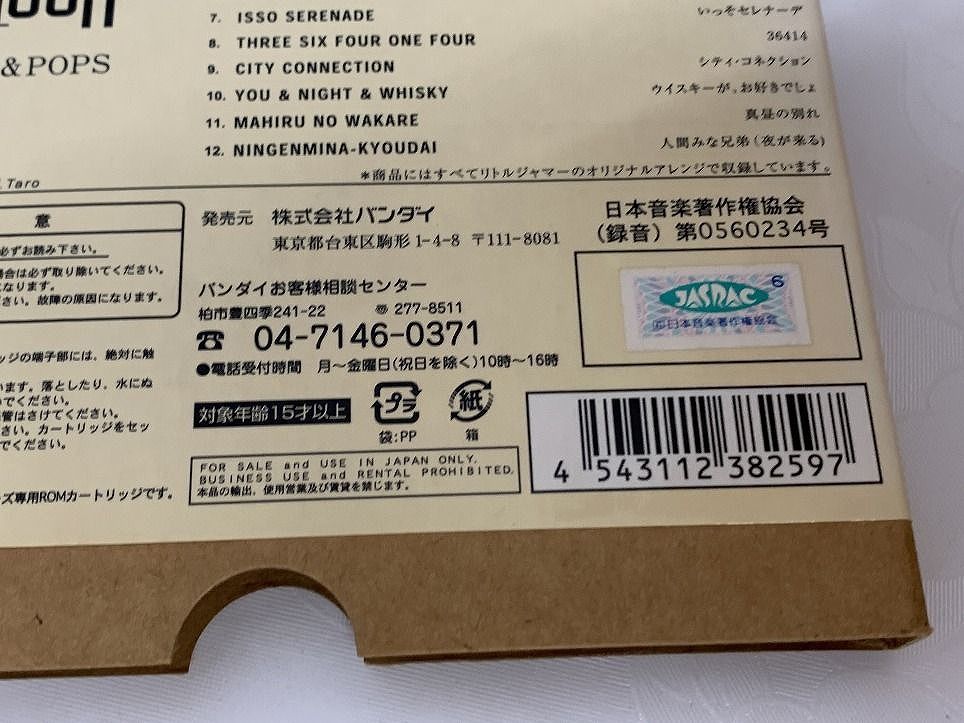 & POPS
7. ISSO SERENADE いっそセレナーデ
8. THREE SIX FOUR ONE FOUR 36414
9. CITY CONNECTION シティ・コネクション
10. YOU & NIGHT & WHISKY ウイスキーが、お好きでしょ
11. MAHIRU NO WAKARE 真昼の別れ
12. NINGENMINA-KYOUDAI 人間みな兄弟(夜が来る)
*商品にはすべてリトルジャマーのオリジナルアレンジで収録しています。
Taro
意
必ずお読み下さい。
場合は必ず取り除いてください。
になります。
さい。故障の原因になります。
ッジの端子部には、絶対に触
います。落としたり、水にぬ
いでください。
管はさけてください。
さい。カートリッジをセッ
でください。
ズ専用ROMカートリッジです。
発売元 株式会社バンダイ
東京都台東区駒形1-4-8 〒111-8081
バンダイお客様相談センター
柏市豊四季241-22 〒277-8511
☎ 04-7146-0371
●電話受付時間 月〜金曜日(祝日を除く)10時〜16時
対象年齢15才以上
プラ
袋:PP
紙
箱
FOR SALE and USE IN JAPAN ONLY.
BUSINESS USE and RENTAL PROHIBITED.
本品の輸出、使用営業及び賃貸を禁じます。
日本音楽著作権協会
(録音)第0560234号
6
JASRAC
日本音楽著作権協会
4 543112 382597